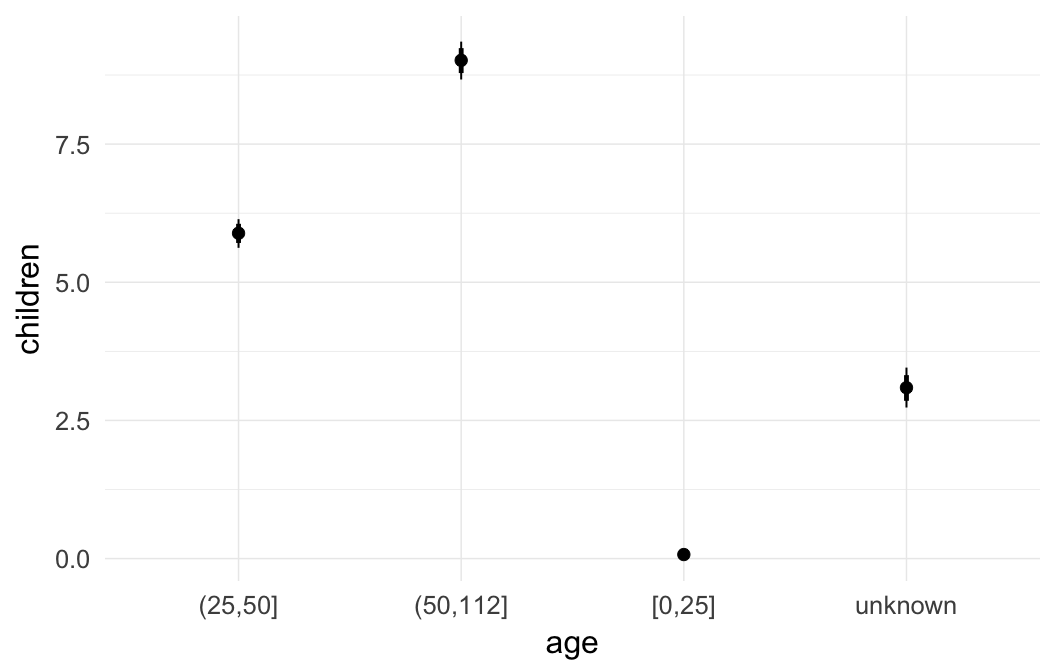 children
7.5
5.0
2.5
0.0
(25,50]
(50,112]
[0,25]
unknown
age